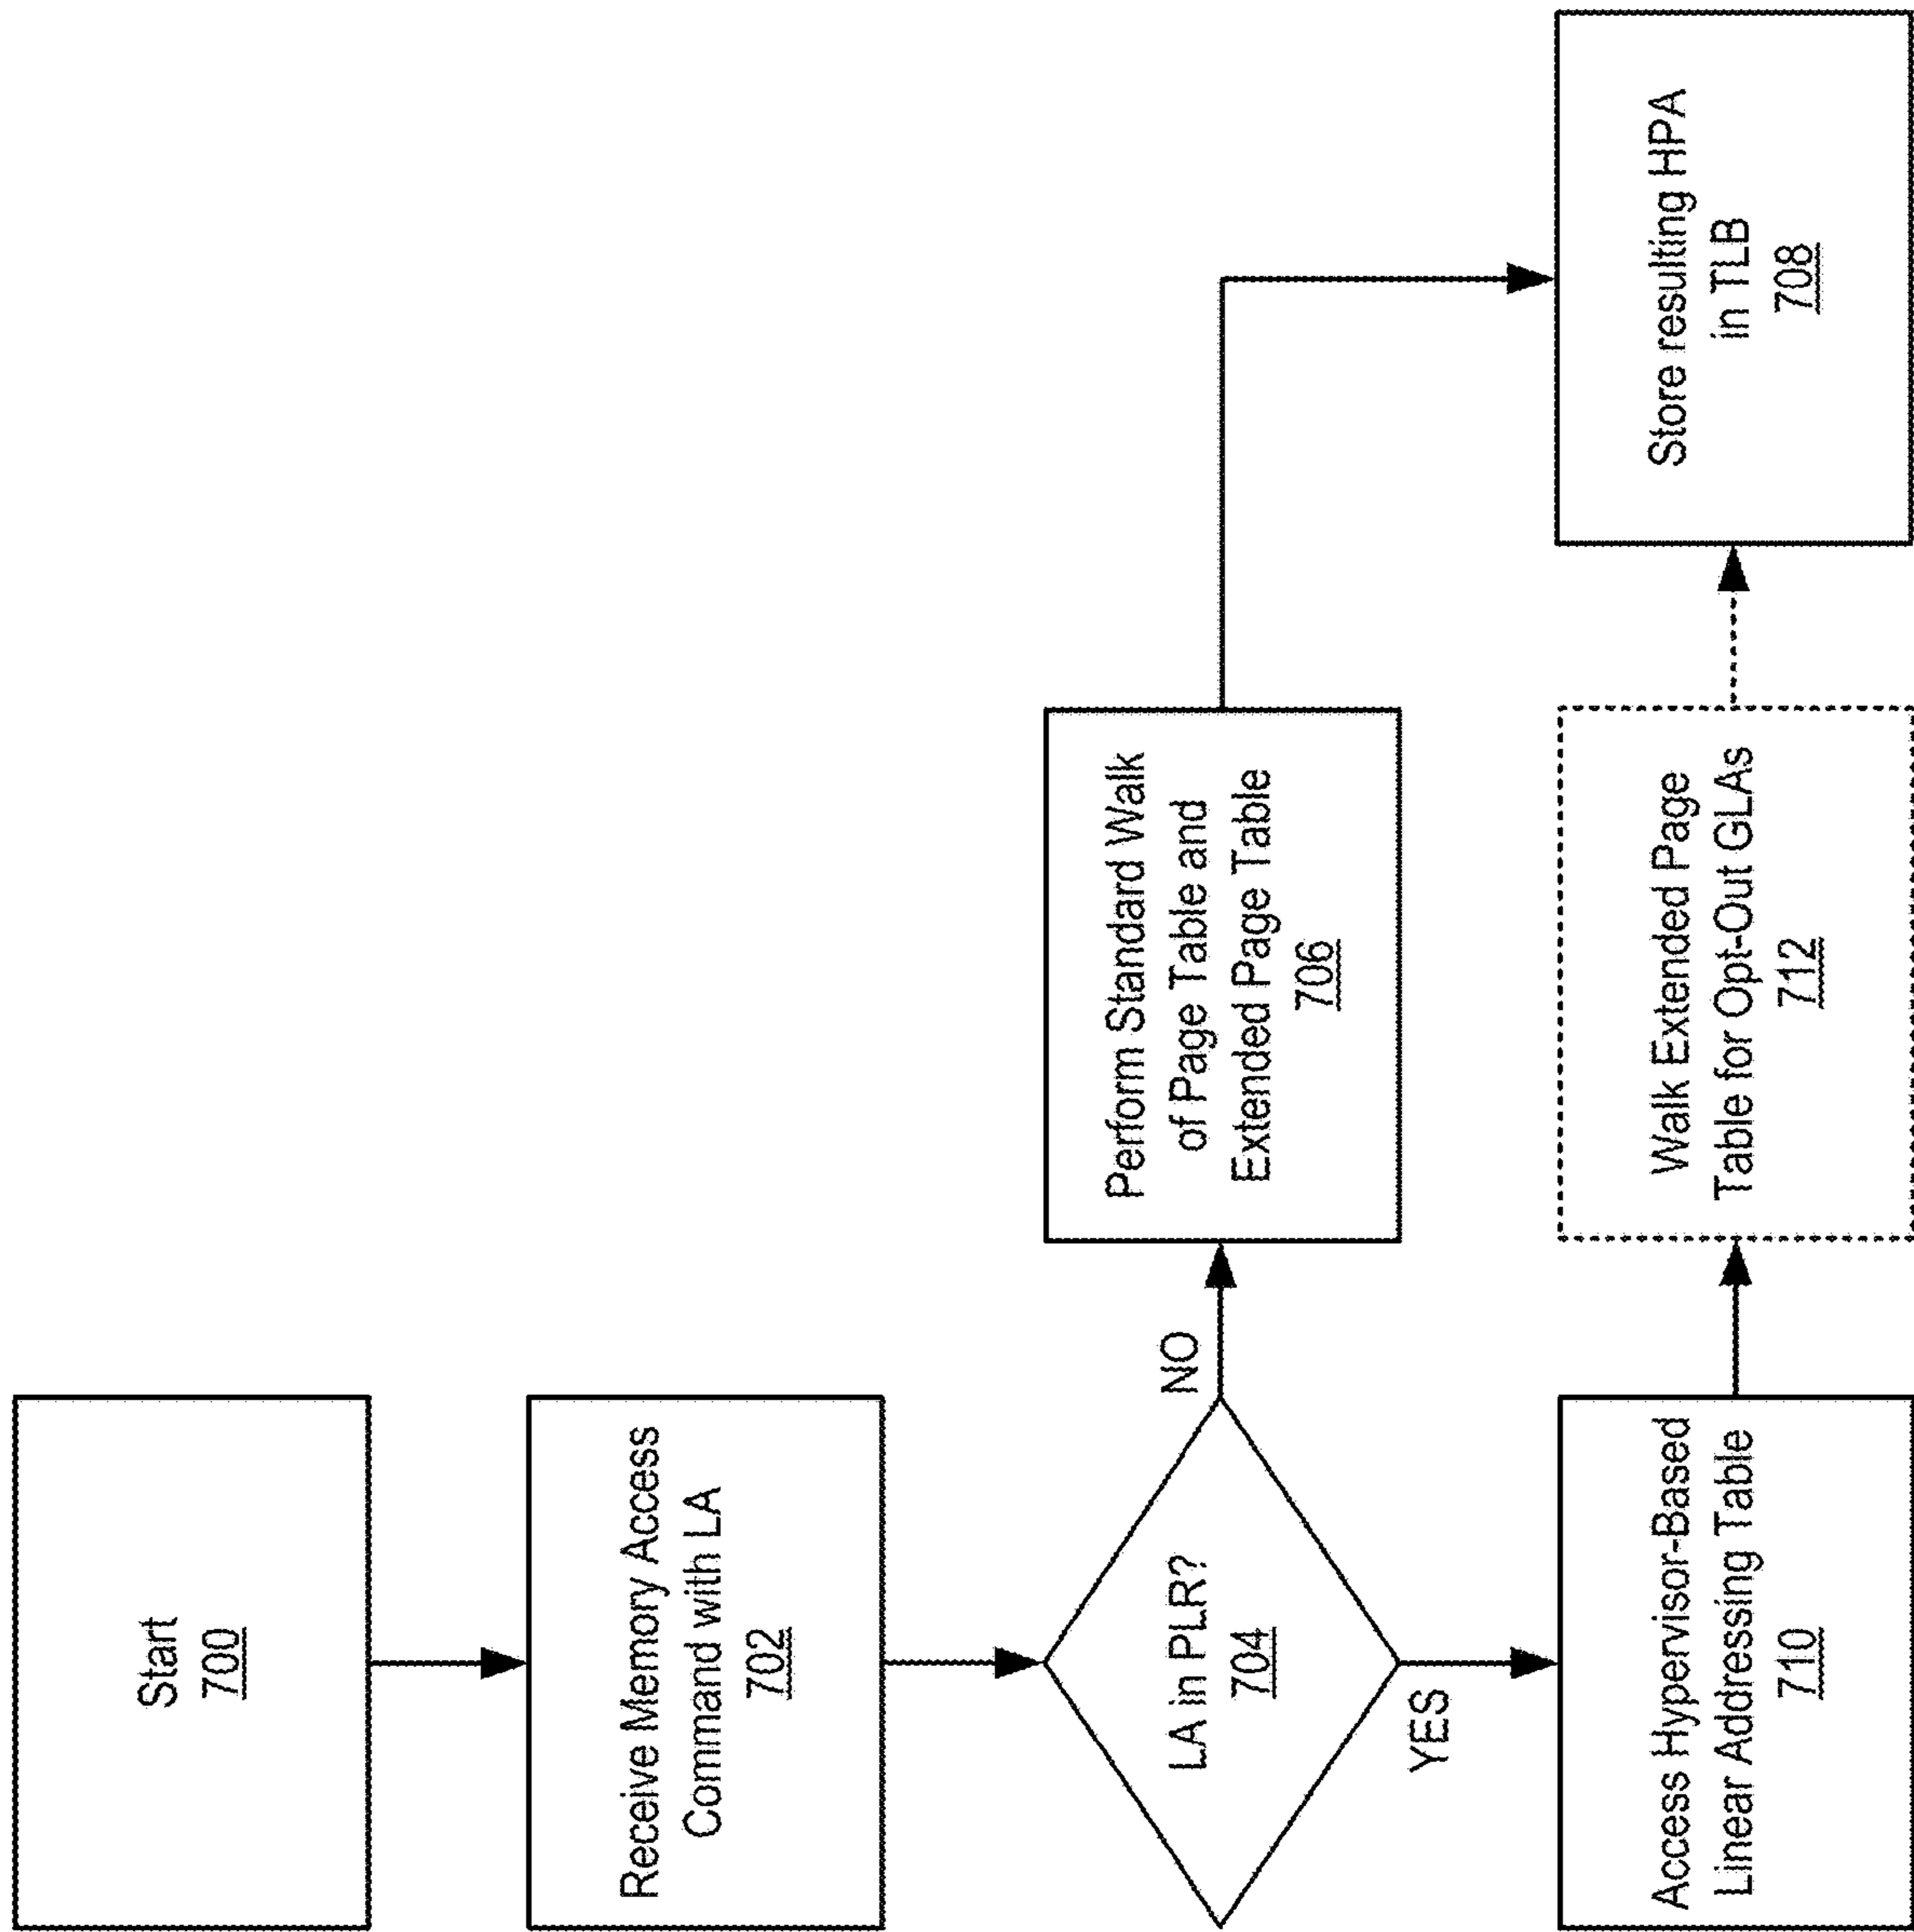 Start
700
Receive Memory Access
Command with LA
702
LA in PLR?
704
NO
YES
Perform Standard Walk
of Page Table and
Extended Page Table
706
Access Hypervisor-Based
Linear Addressing Table
710
Walk Extended Page
Table for Opt-Out GLAs
712
Store resulting HPA
in TLB
708